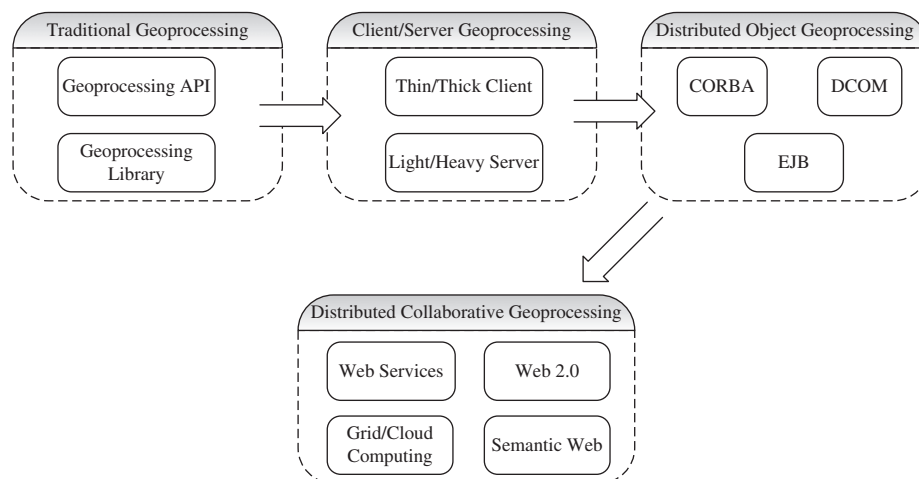 Traditional Geoprocessing
Geoprocessing API
Geoprocessing
Library
Client/Server Geoprocessing
Thin/Thick Client
Light/Heavy Server
Distributed Object Geoprocessing
CORBA
DCOM
EJB
Distributed Collaborative Geoprocessing
Web Services
Web 2.0
Grid/Cloud
Computing
Semantic Web